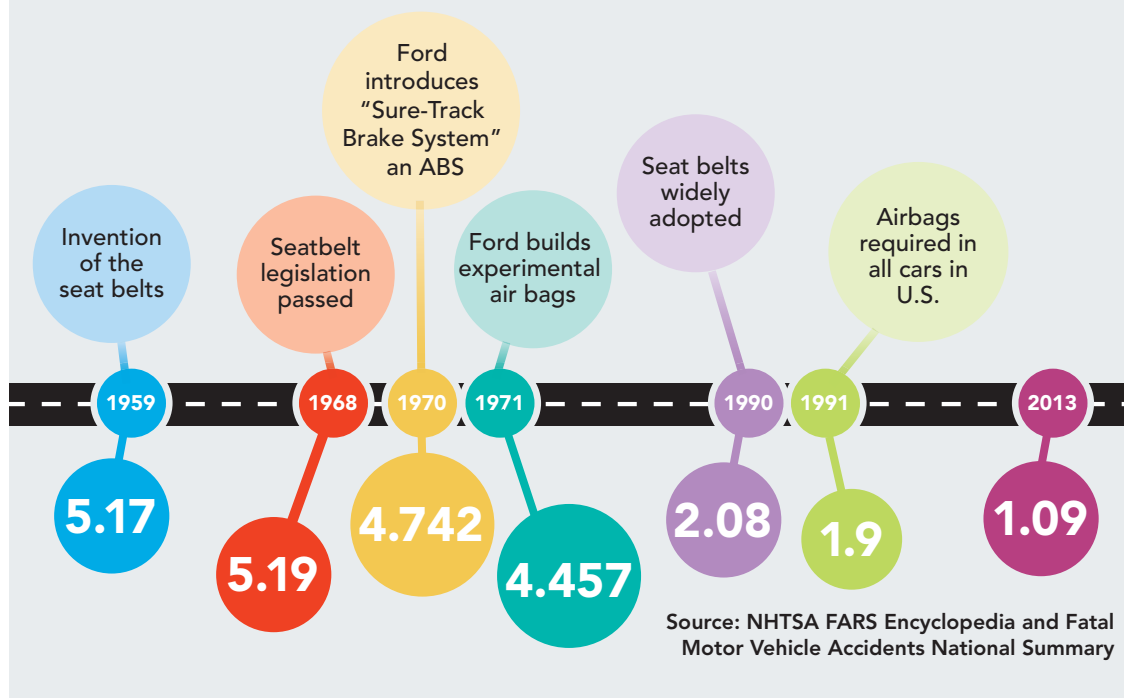 Ford
introduces
“Sure-Track
Brake System”
an ABS
Invention
of the
seat belts
Seatbelt
legislation
passed
Ford builds
experimental
air bags
Seat belts
widely
adopted
Airbags
required in
all cars in
U.S.
1959
1968
1970
1971
1990
1991
2013
5.17
5.19
4.742
4.457
2.08
1.9
1.09
Source: NHTSA FARS Encyclopedia and Fatal
Motor Vehicle Accidents National Summary